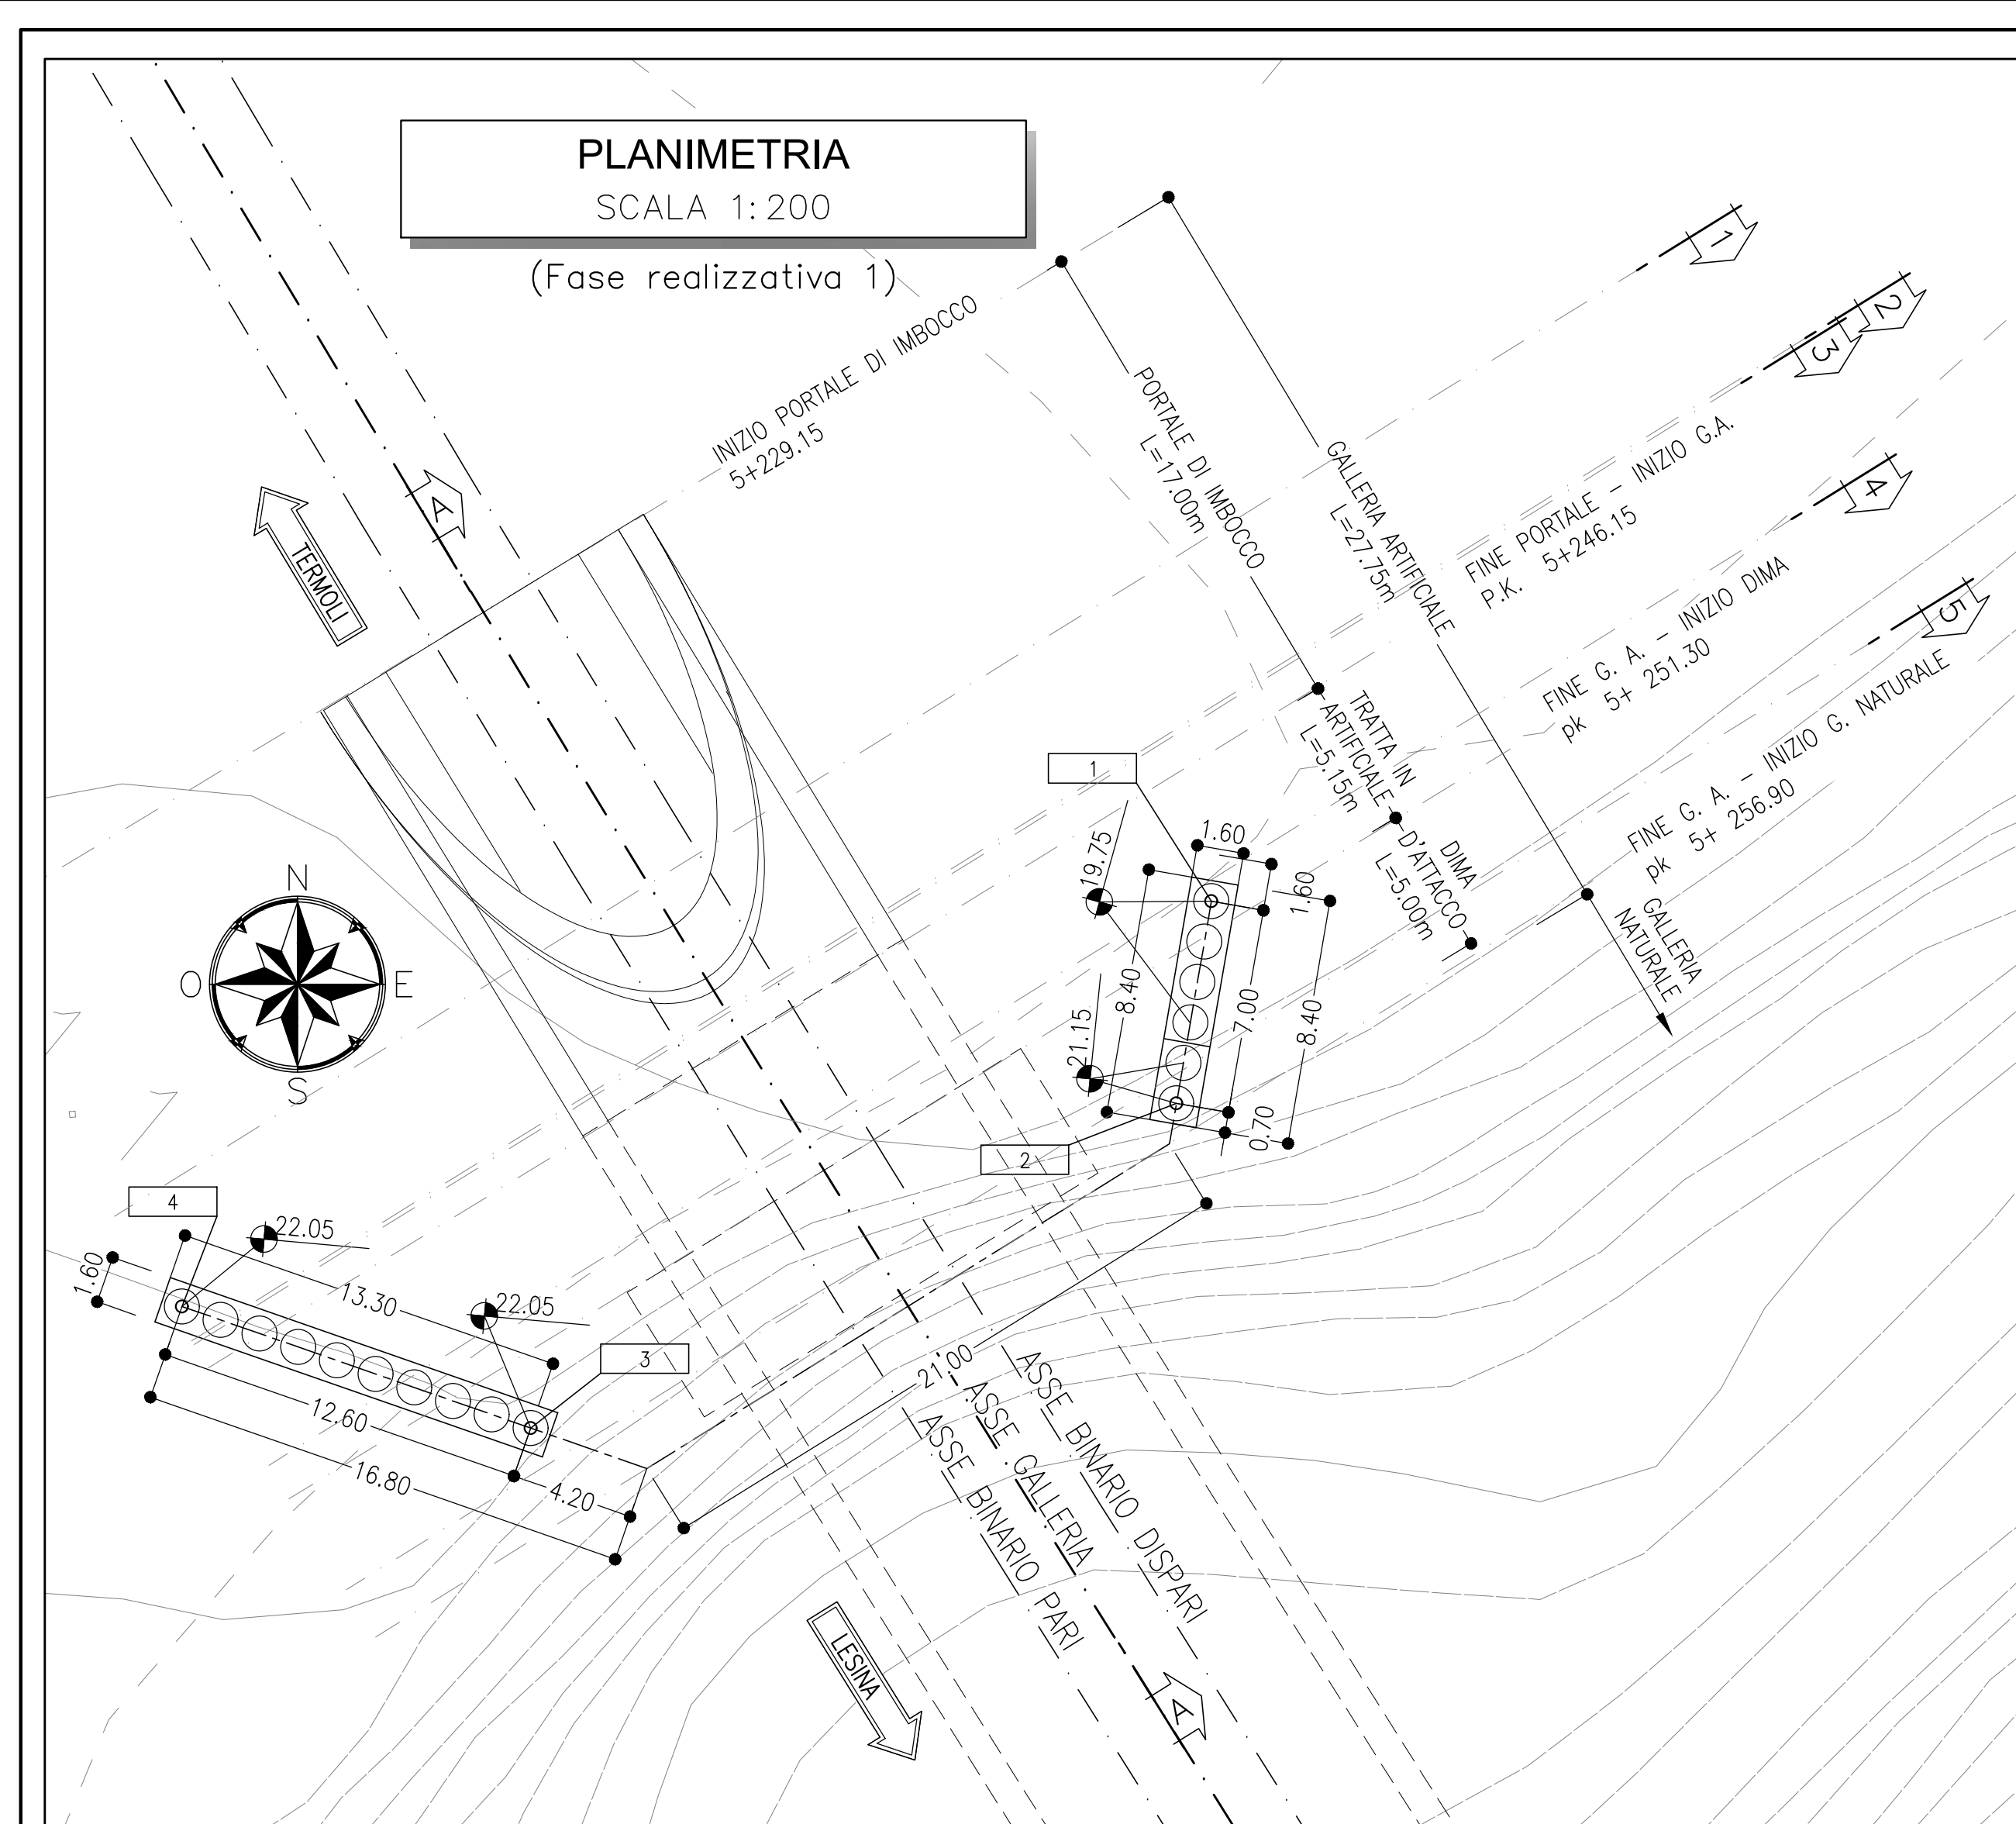 PLANIMETRIA
SCALA 1:200
(Fase realizzativa 1)
INIZIO PORTALE DI IMBOCCO
5+229.15
PORTALE DI IMBOCCO
L=17.00m
GALLERIA ARTIFICIALE
L=27.75m
1
2
3
4
5
FINE PORTALE - INIZIO G.A.
P.K. 5+246.15
FINE G. A. - INIZIO DIMA
pk 5+ 251.30
FINE G. A. - INIZIO G. NATURALE
pk 5+ 256.90
TRATTA IN
ARTIFICIALE
L=5.15m
DIMA
D'ATTACCO
L=5.00m
GALLERIA
NATURALE
A
TERMOLI
N
O
E
S
1
1.60
19.75
1.60
8.40
7.00
8.40
21.15
0.70
2
4
22.05
1.60
13.30
22.05
3
12.60
16.80
4.20
21.00
ASSE BINARIO DISPARI
ASSE GALLERIA
ASSE BINARIO PARI
LESINA
A